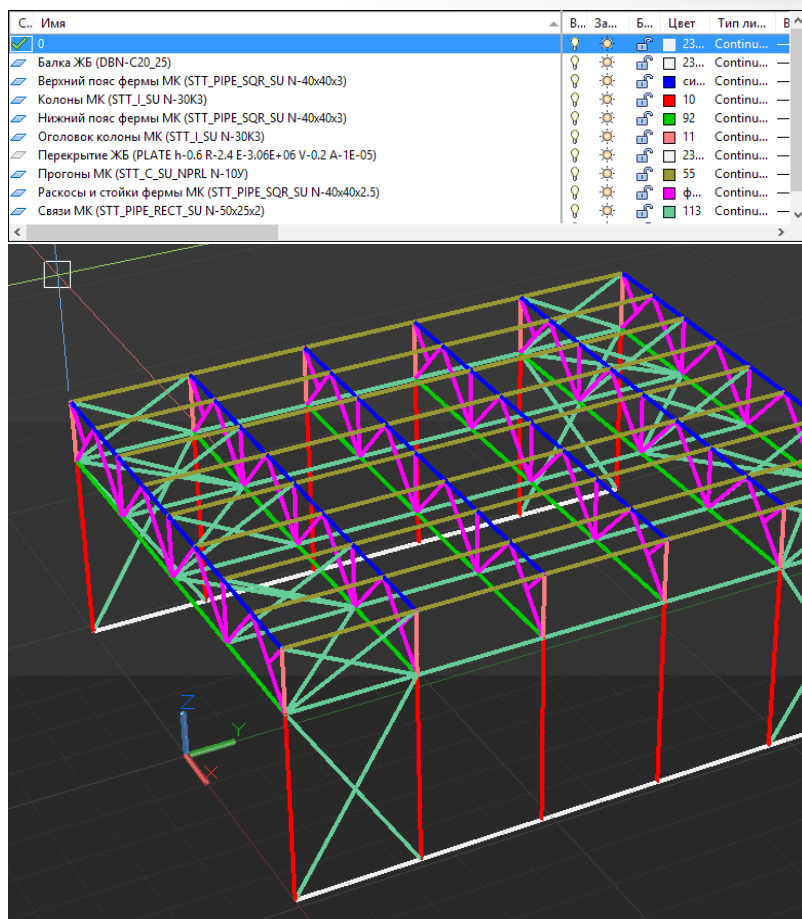 С.. Имя В... За... Б... Цвет Тип ли... В
0 23... Continu...
Балка ЖБ (DBN-C20_25) 23... Continu...
Верхний пояс фермы МК (STT_PIPE_SQR_SU N-40x40x3) си... Continu...
Колоны МК (STT_I_SU N-30К3) 10 Continu...
Нижний пояс фермы МК (STT_PIPE_SQR_SU N-40x40x3) 92 Continu...
Оголовок колоны МК (STT_I_SU N-30К3) 11 Continu...
Перекрытие ЖБ (PLATE h-0.6 R-2.4 E-3.06E+06 V-0.2 A-1E-05) 23... Continu...
Прогоны МК (STT_C_SU_NPRL N-10У) 55 Continu...
Раскосы и стойки фермы МК (STT_PIPE_SQR_SU N-40x40x2.5) ф... Continu...
Связи МК (STT_PIPE_RECT_SU N-50x25x2) 113 Continu...
Z
Y
X